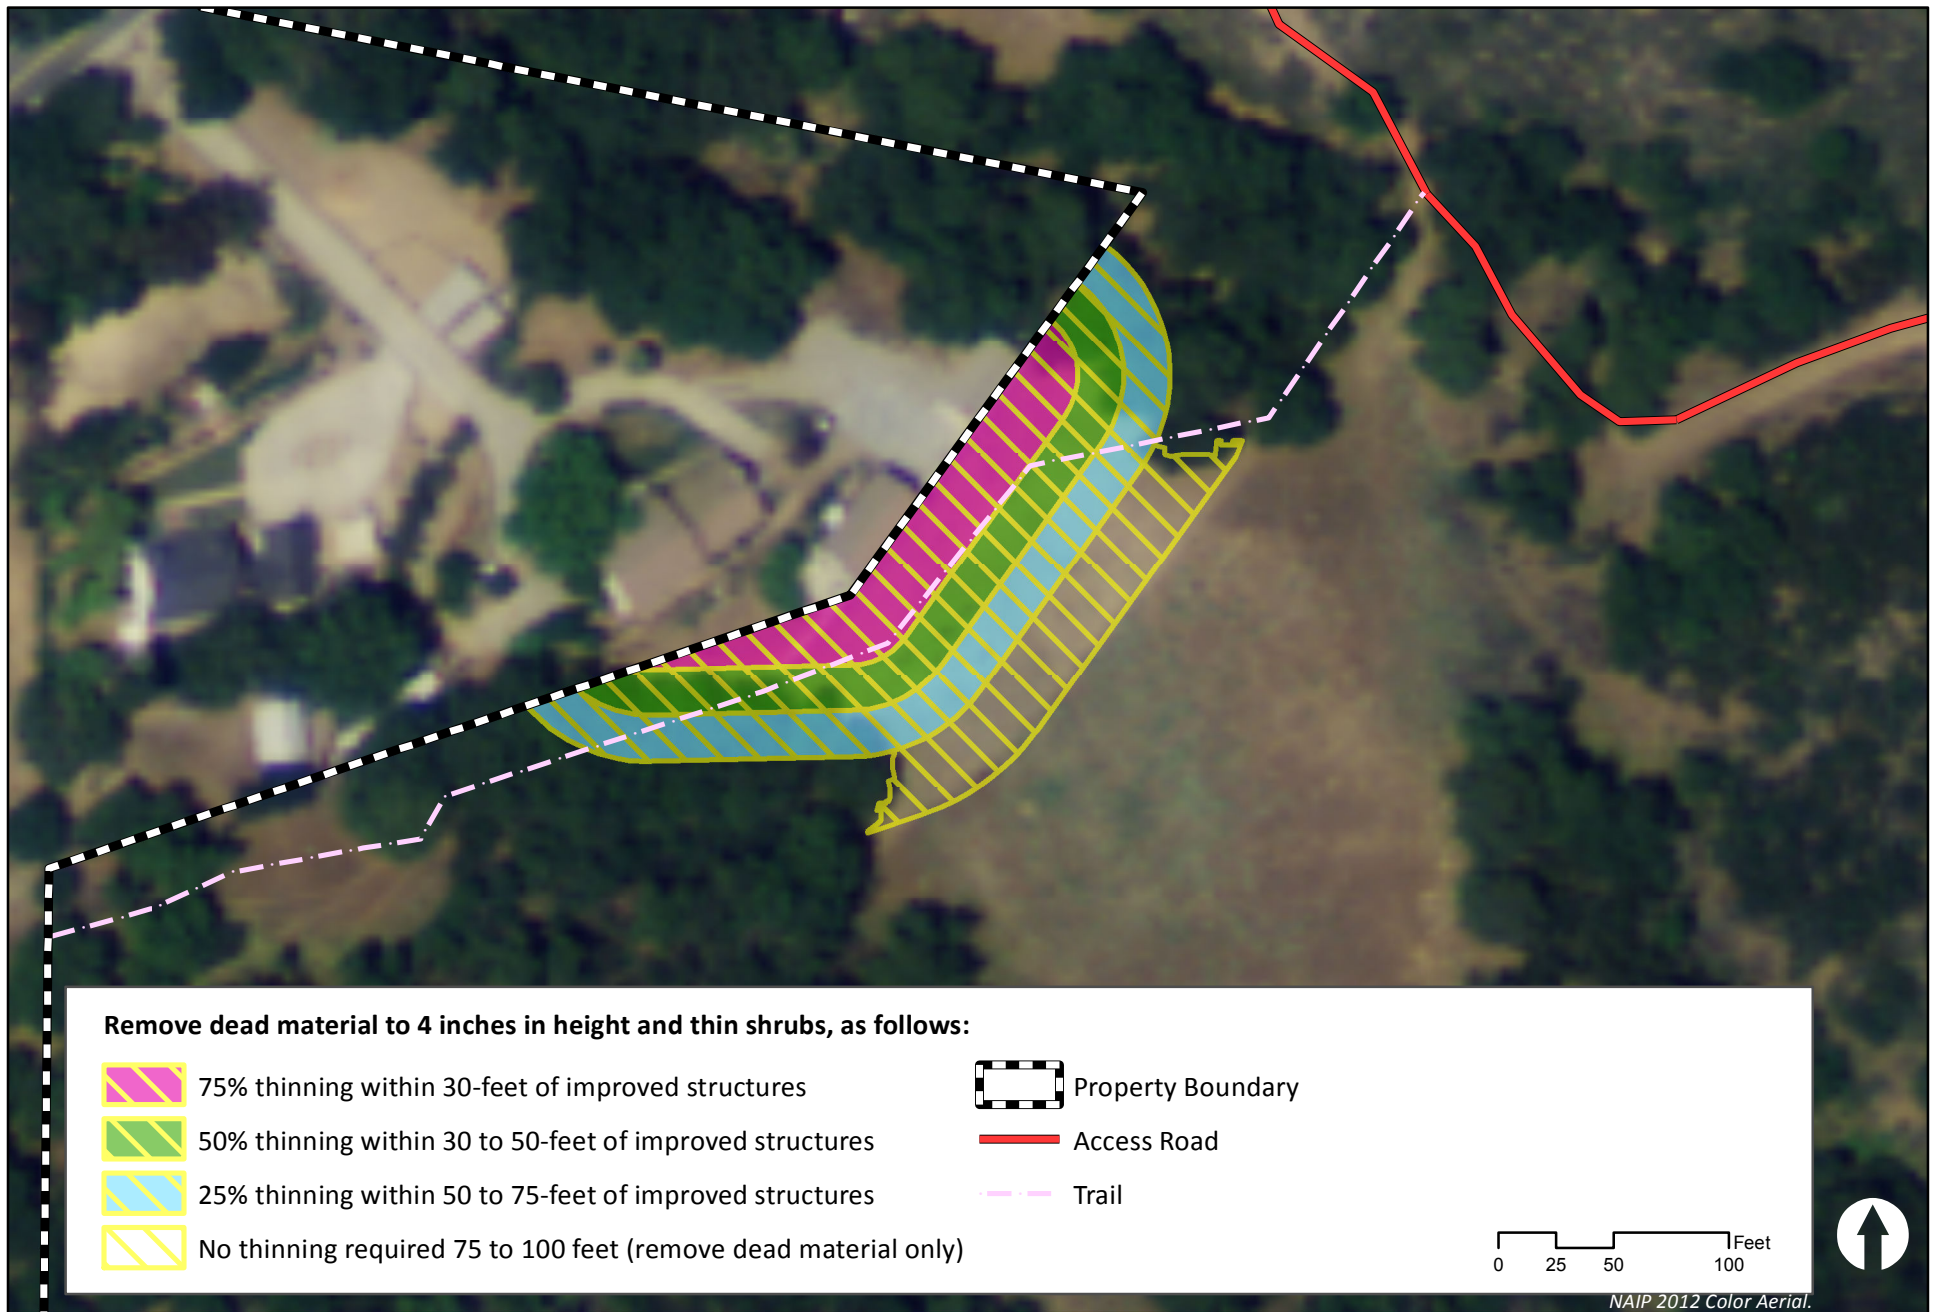 Remove dead material to 4 inches in height and thin shrubs, as follows:
75% thinning within 30-feet of improved structures
50% thinning within 30 to 50-feet of improved structures
25% thinning within 50 to 75-feet of improved structures
No thinning required 75 to 100 feet (remove dead material only)
Property Boundary
Access Road
Trail
Feet
0 25 50 100
NAIP 2012 Color Aerial.